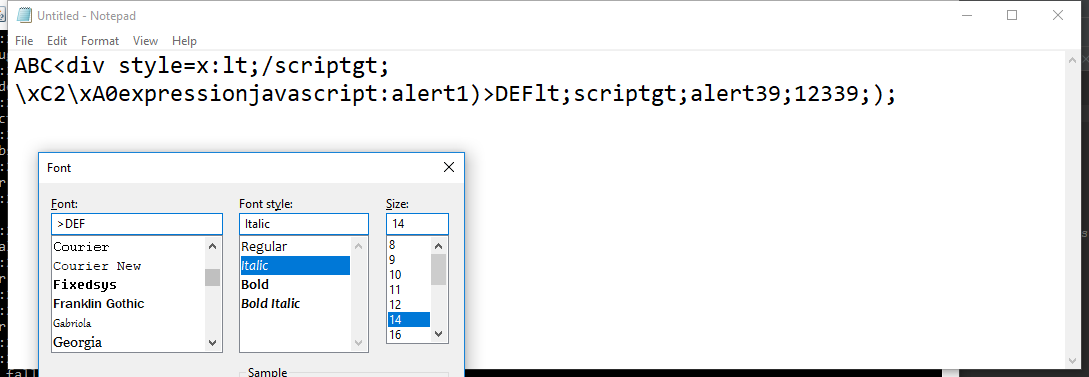 Untitled - Notepad
File Edit Format View Help
ABC<div style=x:lt;/scriptgt;
\xC2\xA0expressionjavascript:alert1)>DEFlt;scriptgt;alert39;12339;);
Font
Font: Font style: Size:
>DEF Italic 14
Courier Regular 8
Courier New Italic 9
Fixedsys Bold 10
Franklin Gothic Bold Italic 11
Gabriola 12
Georgia 14
16
Sample